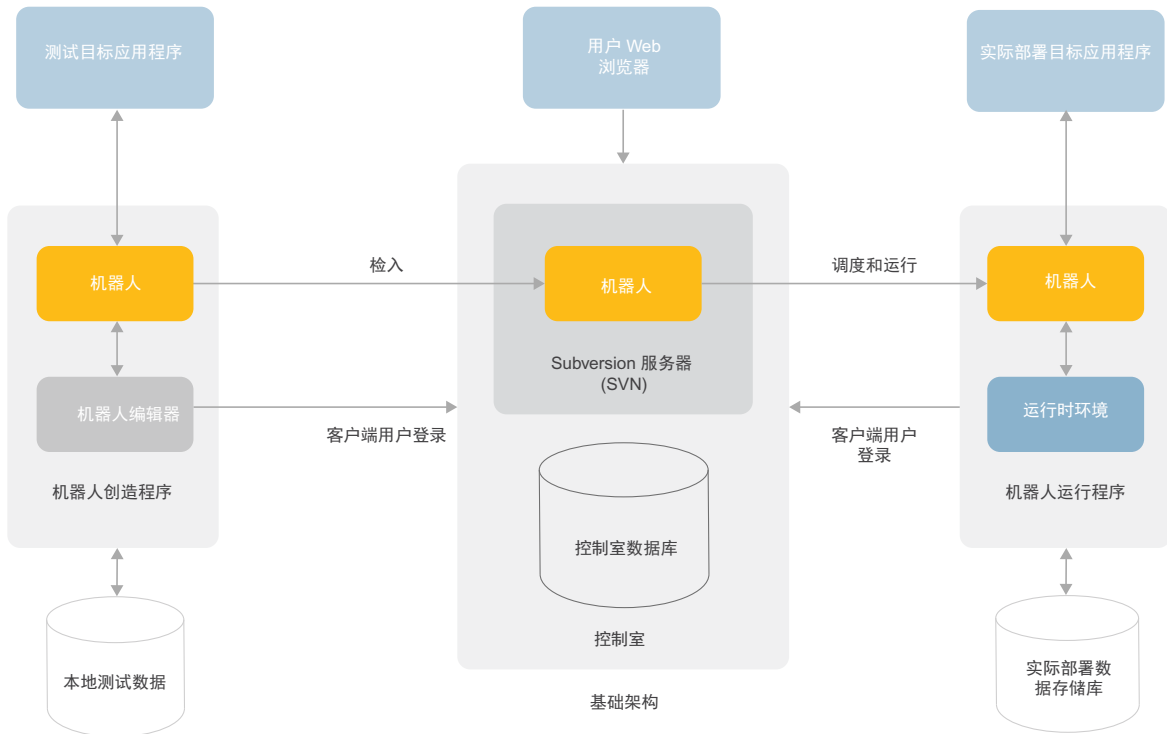 测试目标应用程序
用户 Web
浏览器
实际部署目标应用程序
机器人
检入
机器人
调度和运行
机器人
Subversion 服务器
(SVN)
机器人编辑器
客户端用户登录
客户端用户
登录
运行时环境
机器人创造程序
控制室数据库
机器人运行程序
控制室
本地测试数据
基础架构
实际部署数
据存储库